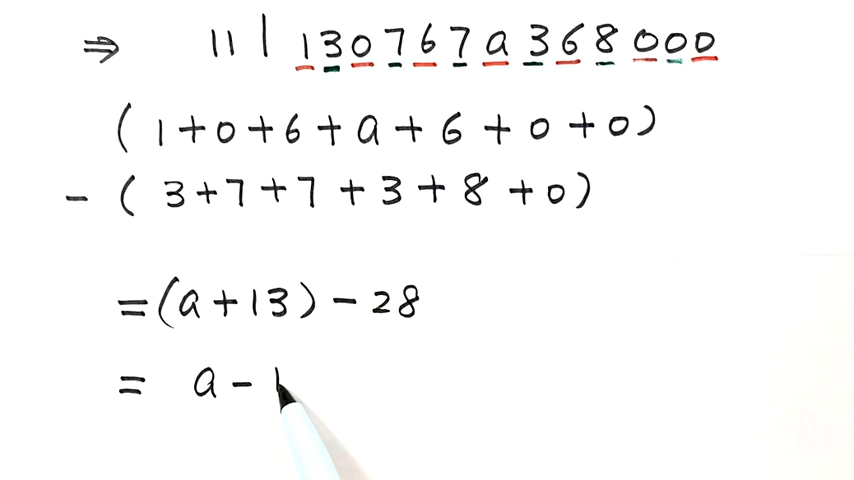 ⇒ 11 | 130767a368000
(1+0+6+a+6+0+0)
-(3+7+7+3+8+0)
=(a+13)-28
= a-1